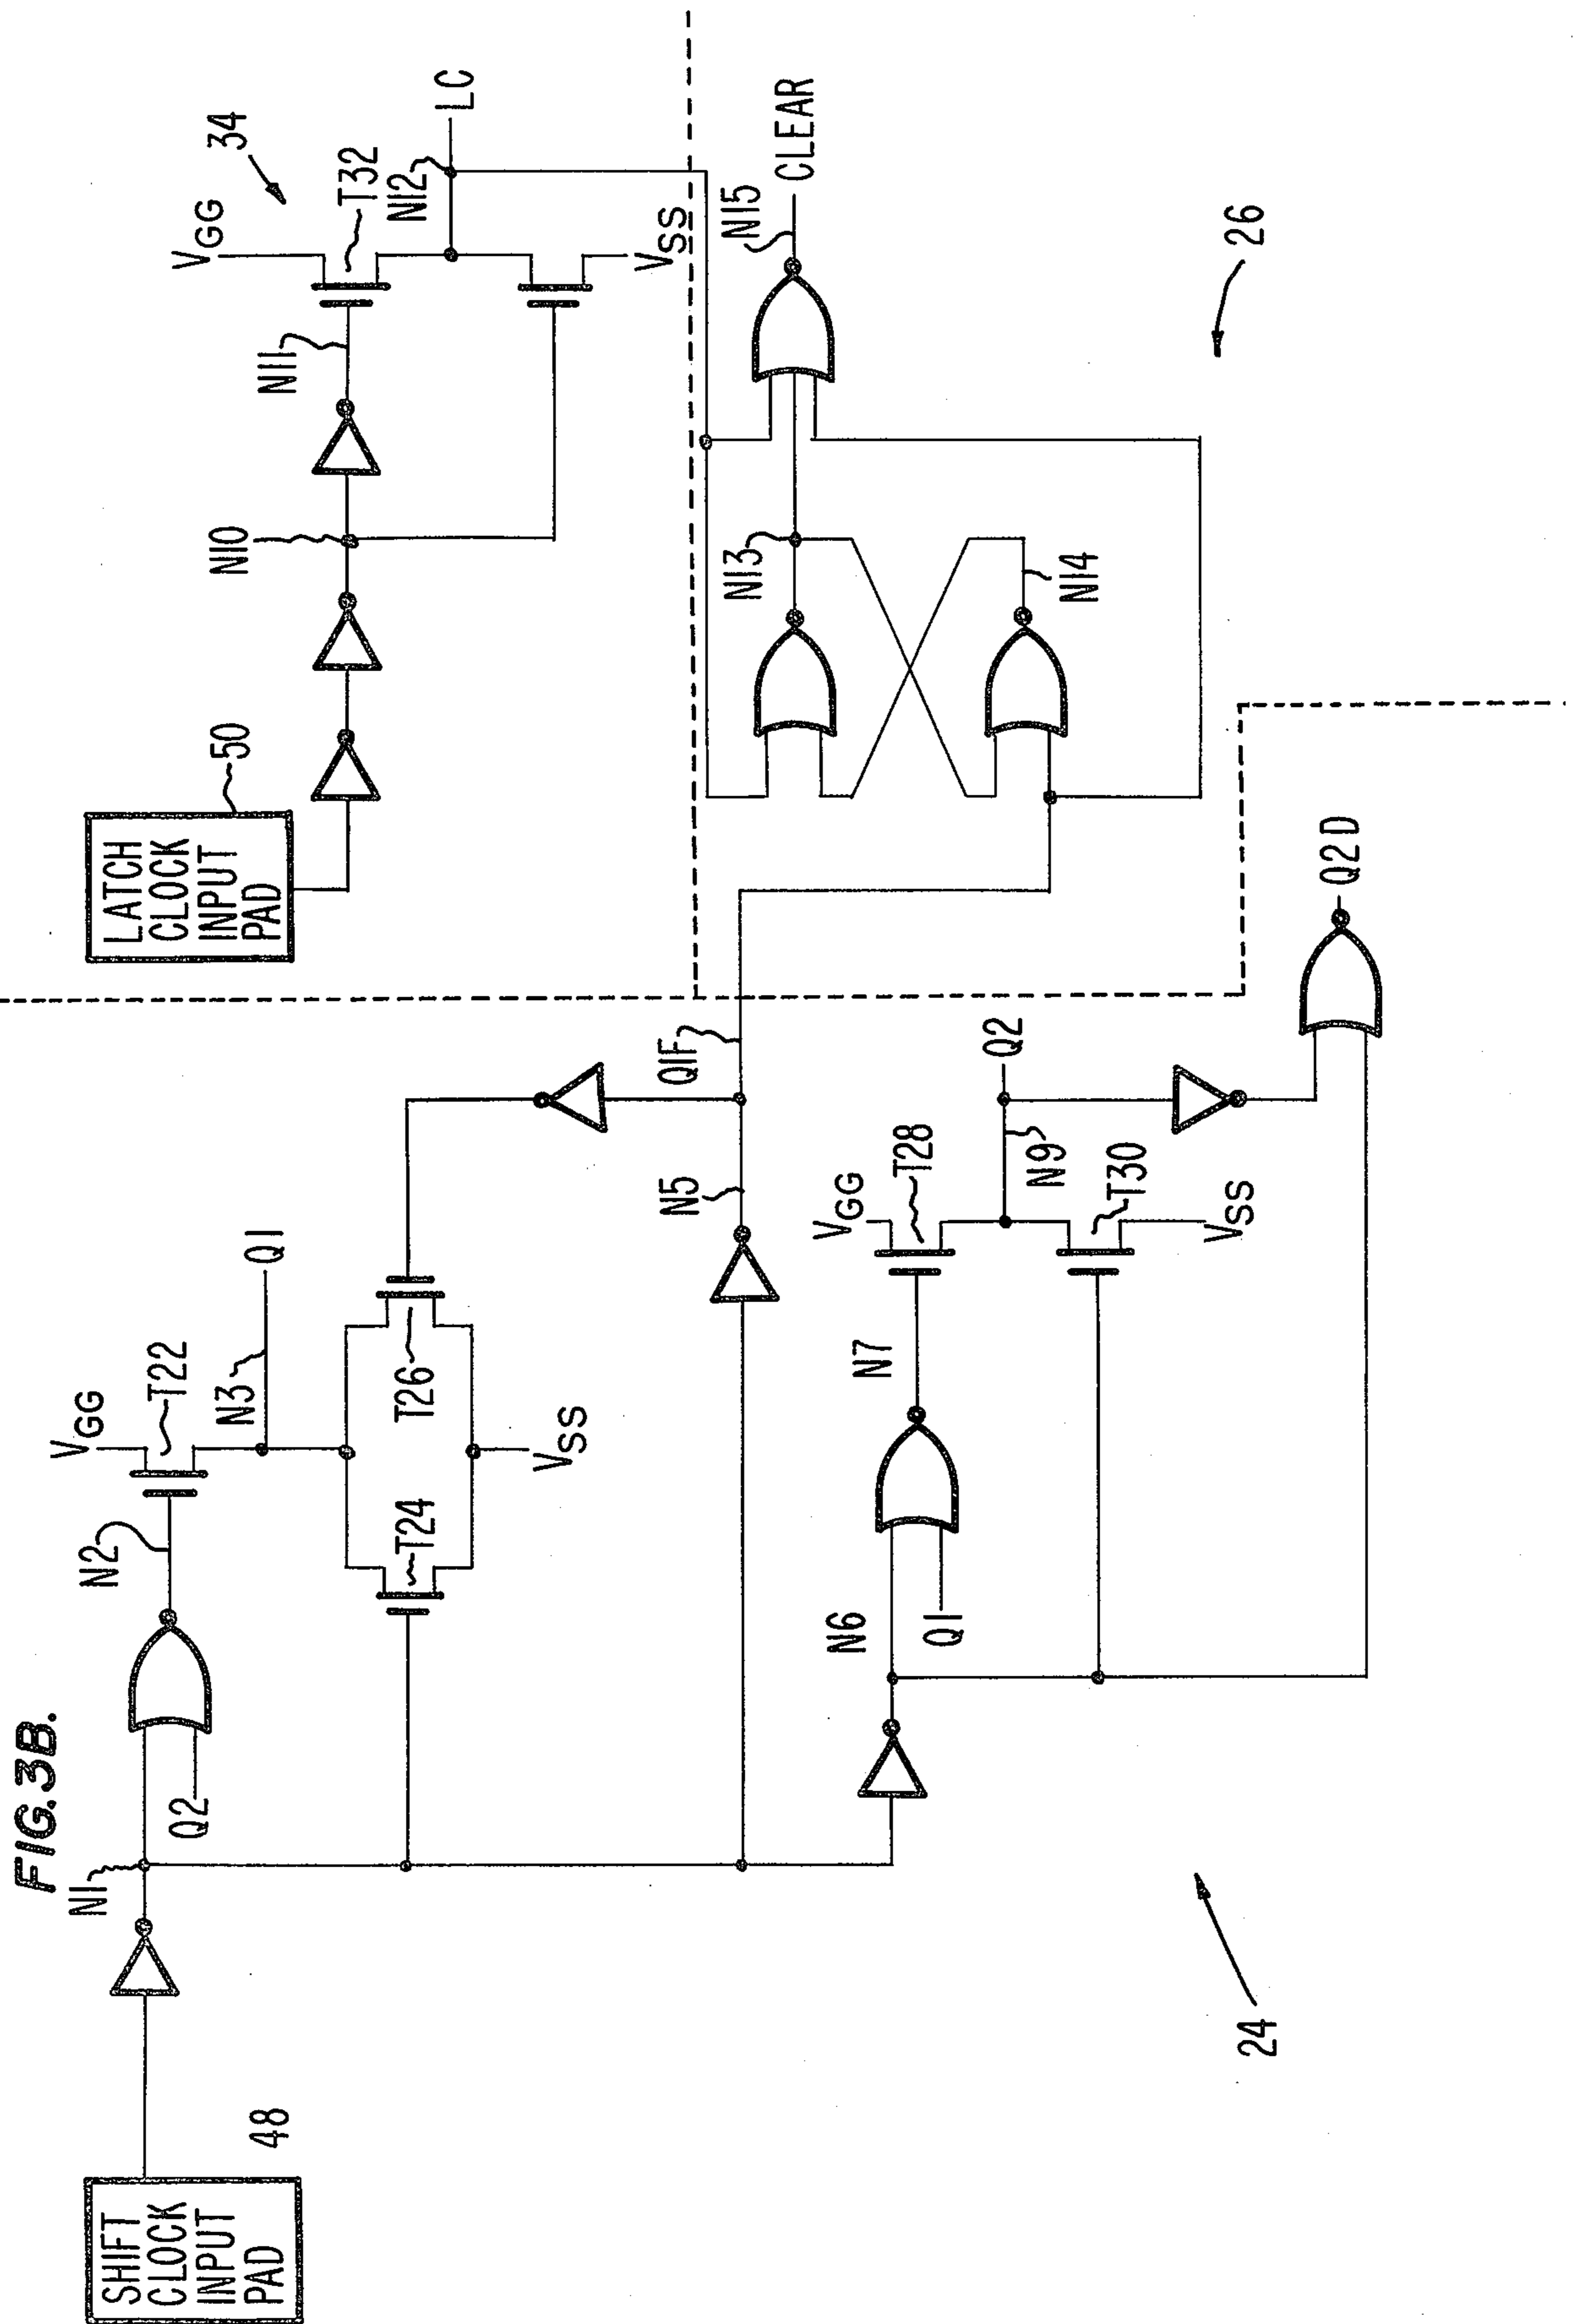 FIG.3B.
SHIFT
CLOCK
INPUT
PAD
48
N1
Q2
N2
VGG
T22
N3
Q1
T24
T26
VSS
N5
Q1F
N6
Q1
N7
VGG
T28
N9
Q2
T30
VSS
Q2D
24
LATCH
CLOCK
INPUT
PAD
50
N10
N11
VGG
T32
34
N12
LC
VSS
N13
N14
N15
CLEAR
26